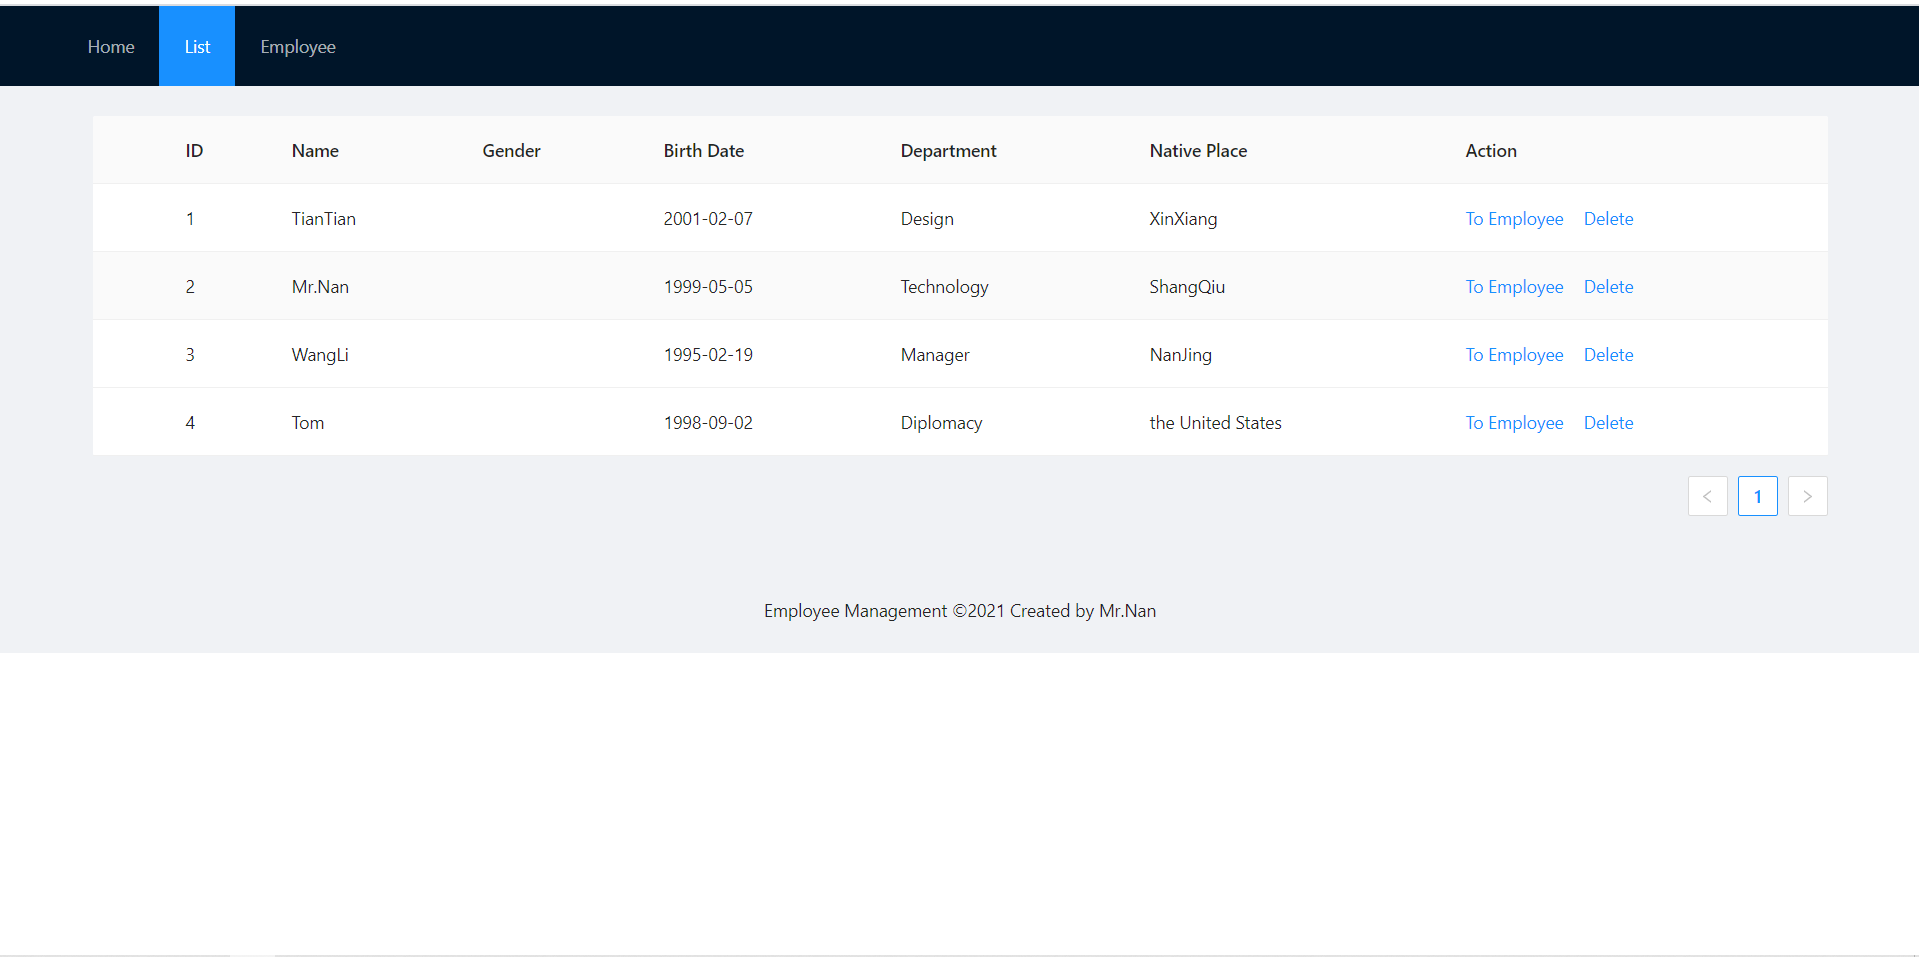 Home List Employee
ID Name Gender Birth Date Department Native Place Action
1 TianTian 2001-02-07 Design XinXiang To Employee Delete
2 Mr.Nan 1999-05-05 Technology ShangQiu To Employee Delete
3 WangLi 1995-02-19 Manager NanJing To Employee Delete
4 Tom 1998-09-02 Diplomacy the United States To Employee Delete
< 1 >
Employee Management ©2021 Created by Mr.Nan